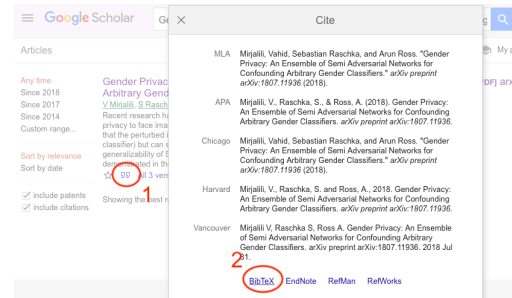 Google Scholar
Ge
Cite
Articles
My p
Any time
Since 2018
Since 2017
Since 2014
Custom range...
Sort by relevance
Sort by date
include patents
include citations
Gender Privac
Arbitrary Gend
V Mirjalili, S Rasch
Recent research ha
privacy to face ima
that the perturbed i
classifier) but can s
generalizability of S
demonstrated in the
All 3 vers
1
Showing the best r
PDF] arX
MLA
Mirjalili, Vahid, Sebastian Raschka, and Arun Ross. "Gender
Privacy: An Ensemble of Semi Adversarial Networks for
Confounding Arbitrary Gender Classifiers." arXiv preprint
arXiv:1807.11936 (2018).
APA
Mirjalili, V., Raschka, S., & Ross, A. (2018). Gender Privacy:
An Ensemble of Semi Adversarial Networks for Confounding
Arbitrary Gender Classifiers. arXiv preprint arXiv:1807.11936.
Chicago
Mirjalili, Vahid, Sebastian Raschka, and Arun Ross. "Gender
Privacy: An Ensemble of Semi Adversarial Networks for
Confounding Arbitrary Gender Classifiers." arXiv preprint
arXiv:1807.11936 (2018).
Harvard
Mirjalili, V., Raschka, S. and Ross, A., 2018. Gender Privacy:
An Ensemble of Semi Adversarial Networks for Confounding
Arbitrary Gender Classifiers. arXiv preprint arXiv:1807.11936.
Vancouver
Mirjalili V, Raschka S, Ross A. Gender Privacy: An Ensemble
of Semi Adversarial Networks for Confounding Arbitrary
Gender Classifiers. arXiv preprint arXiv:1807.11936. 2018 Jul
31.
2
BibTeX EndNote RefMan RefWorks